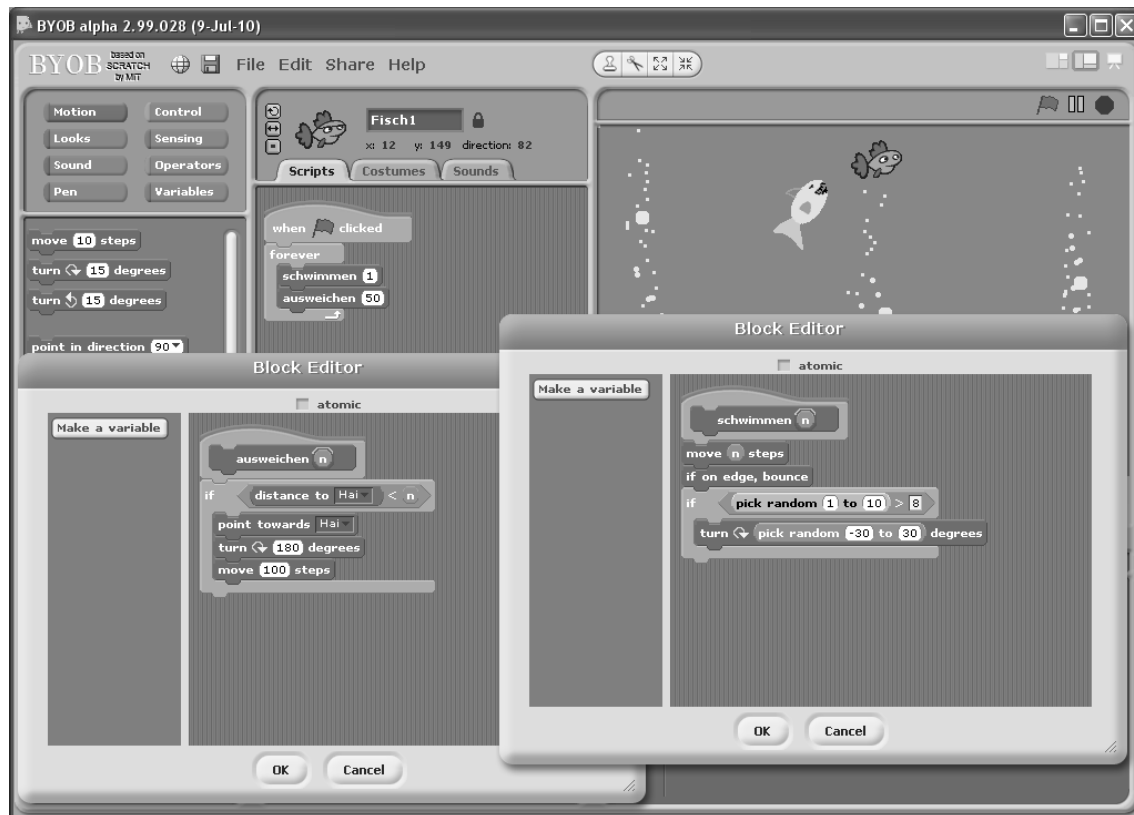 BYOB alpha 2.99.028 (9-Jul-10)
BYOB based on SCRATCH by MIT File Edit Share Help
Motion Control
Looks Sensing
Sound Operators
Pen Variables
move 10 steps
turn 15 degrees
turn 15 degrees
point in direction 90
Fisch1
x: 12 y: 149 direction: 82
Scripts Costumes Sounds
when clicked
forever
schwimmen 1
ausweichen 50
Block Editor
atomic
Make a variable
ausweichen n
if distance to Hai < n
point towards Hai
turn 180 degrees
move 100 steps
OK Cancel
Block Editor
atomic
Make a variable
schwimmen n
move n steps
if on edge, bounce
if pick random 1 to 10 > 8
turn pick random -30 to 30 degrees
OK Cancel